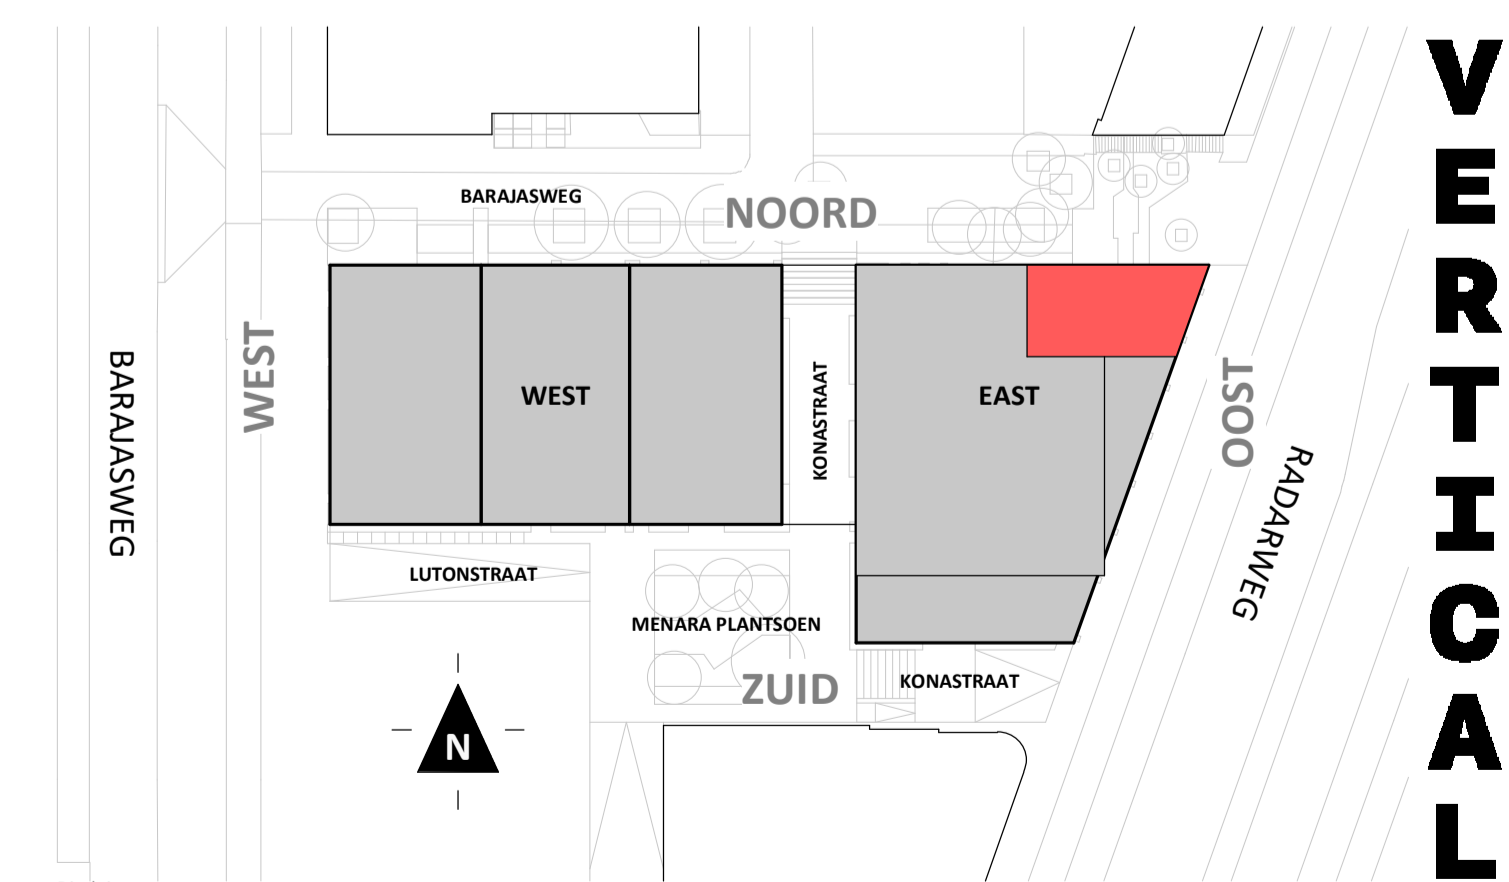 BARAJASWEG
NOORD
WEST
BARAJASWEG
WEST
KONASTRAAT
EAST
OOST
RADARWEG
LUTONSTRAAT
MENARA PLANTSOEN
ZUID
KONASTRAAT
N
VERTICAL